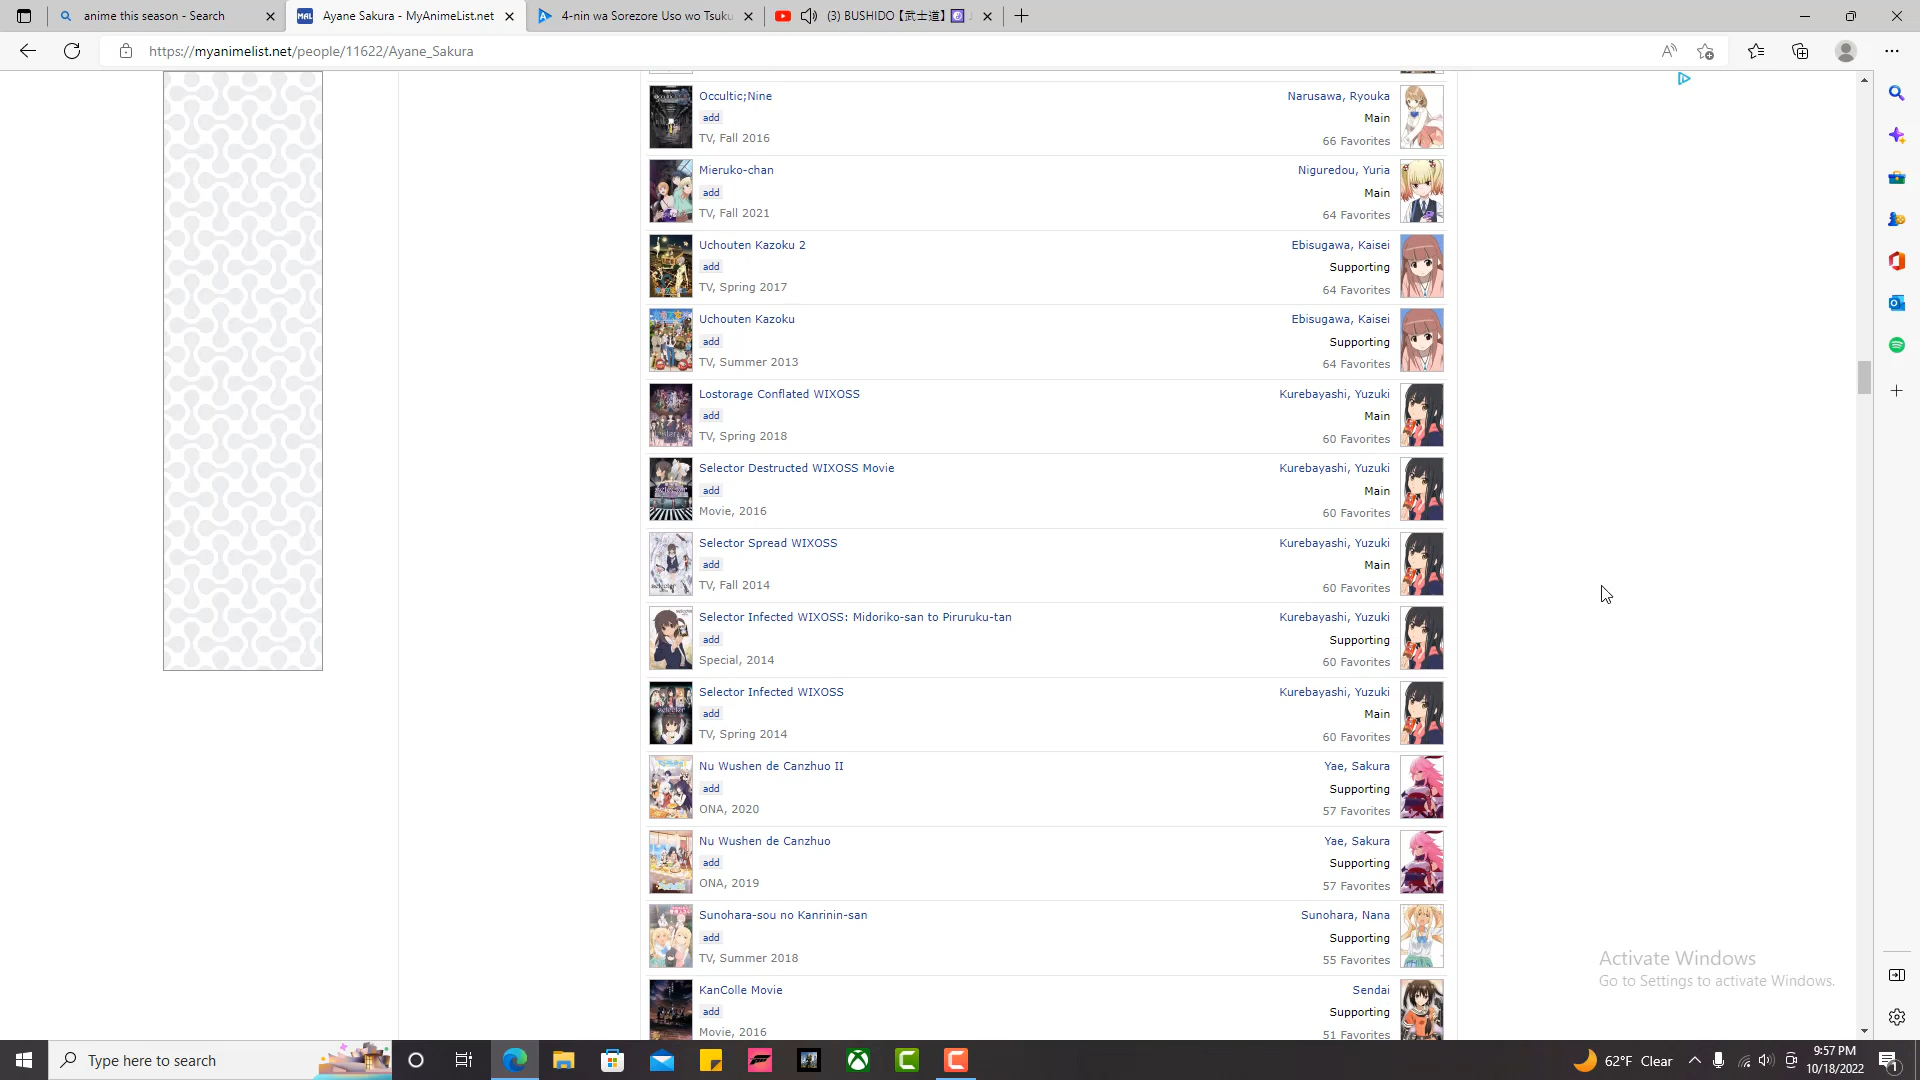 anime this season - Search
MAL
Ayane Sakura - MyAnimeList.net
4-nin wa Sorezore Uso wo Tsuku
(3) BUSHIDO【武士道】
https://myanimelist.net/people/11622/Ayane_Sakura
Occultic;Nine
Narusawa, Ryouka
add
Main
TV, Fall 2016
66 Favorites
Mieruko-chan
Niguredou, Yuria
add
Main
TV, Fall 2021
64 Favorites
Uchouten Kazoku 2
Ebisugawa, Kaisei
add
Supporting
TV, Spring 2017
64 Favorites
Uchouten Kazoku
Ebisugawa, Kaisei
add
Supporting
TV, Summer 2013
64 Favorites
Lostorage Conflated WIXOSS
Kurebayashi, Yuzuki
add
Main
TV, Spring 2018
60 Favorites
Selector Destructed WIXOSS Movie
Kurebayashi, Yuzuki
add
Main
Movie, 2016
60 Favorites
Selector Spread WIXOSS
Kurebayashi, Yuzuki
add
Main
TV, Fall 2014
60 Favorites
Selector Infected WIXOSS: Midoriko-san to Piruruku-tan
Kurebayashi, Yuzuki
add
Supporting
Special, 2014
60 Favorites
Selector Infected WIXOSS
Kurebayashi, Yuzuki
add
Main
TV, Spring 2014
60 Favorites
Nu Wushen de Canzhuo II
Yae, Sakura
add
Supporting
ONA, 2020
57 Favorites
Nu Wushen de Canzhuo
Yae, Sakura
add
Supporting
ONA, 2019
57 Favorites
Sunohara-sou no Kanrinin-san
Sunohara, Nana
add
Supporting
TV, Summer 2018
55 Favorites
KanColle Movie
Sendai
add
Supporting
Movie, 2016
51 Favorites
Activate Windows
Go to Settings to activate Windows.
Type here to search
62°F Clear
9:57 PM
10/18/2022
1